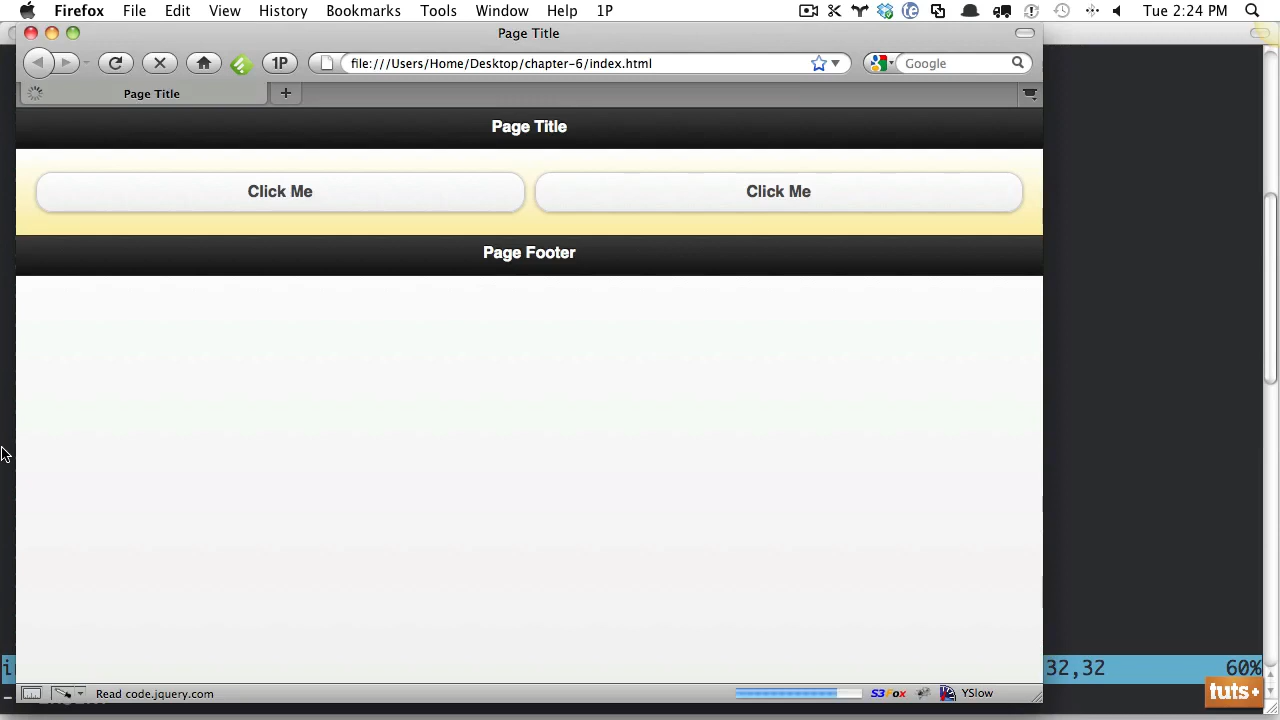 Firefox File Edit View History Bookmarks Tools Window Help 1P Tue 2:24 PM
Page Title
1P file:///Users/Home/Desktop/chapter-6/index.html Google
Page Title
Page Title
Click Me Click Me
Page Footer
i 32,32 60%
Read code.jquery.com S3Fox YSlow
tuts+